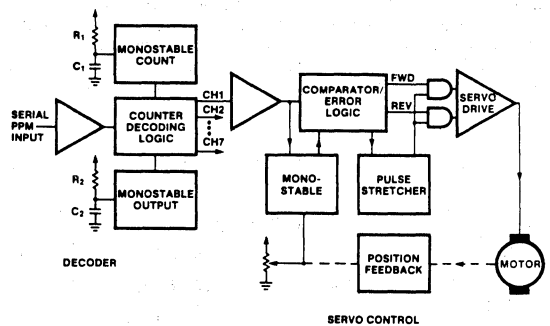 R1
C1
MONOSTABLE
COUNT
SERIAL
PPM
INPUT
COUNTER
DECODING
LOGIC
CH1
CH2
CH7
R2
C2
MONOSTABLE
OUTPUT
DECODER
COMPARATOR/
ERROR
LOGIC
FWD
REV
SERVO
DRIVE
MONO-
STABLE
PULSE
STRETCHER
POSITION
FEEDBACK
MOTOR
SERVO CONTROL